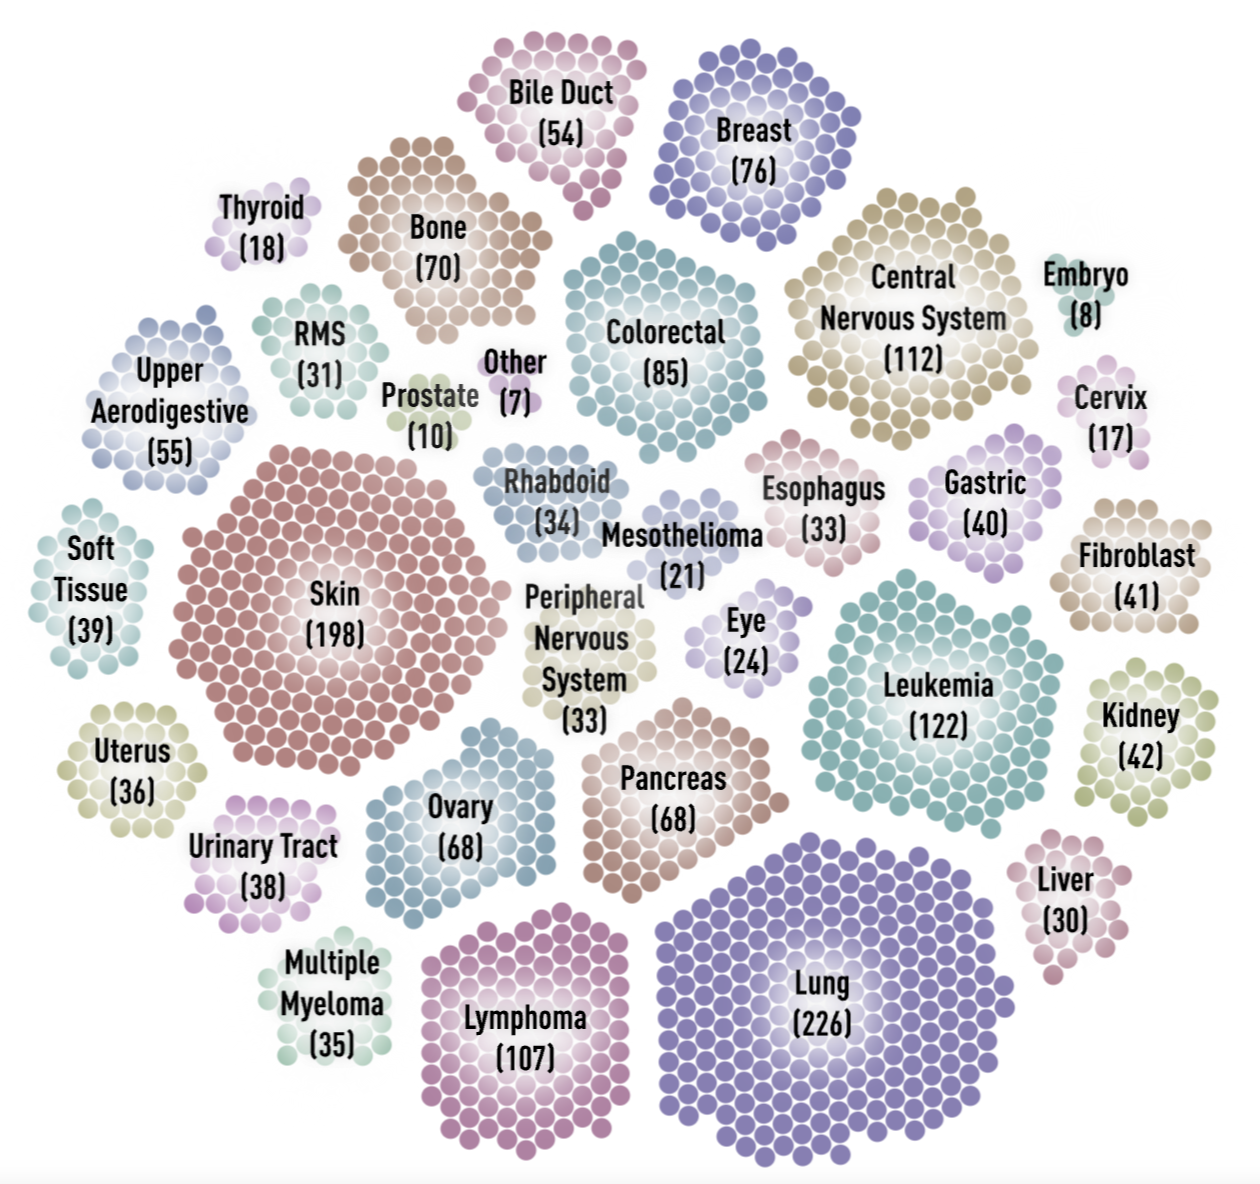 Bile Duct
(54)
Breast
(76)
Thyroid
(18)
Bone
(70)
Central
Nervous System
(112)
Embryo
(8)
RMS
(31)
Colorectal
(85)
Upper
Aerodigestive
(55)
Other
(7)
Prostate
(10)
Cervix
(17)
Rhabdoid
(34)
Esophagus
(33)
Gastric
(40)
Mesothelioma
(21)
Soft
Tissue
(39)
Skin
(198)
Fibroblast
(41)
Peripheral
Nervous
System
(33)
Eye
(24)
Leukemia
(122)
Kidney
(42)
Uterus
(36)
Ovary
(68)
Pancreas
(68)
Urinary Tract
(38)
Liver
(30)
Multiple
Myeloma
(35)
Lymphoma
(107)
Lung
(226)